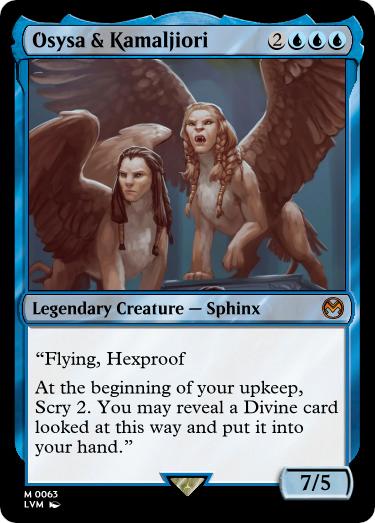 Osysa & Kamaljiori 2
Legendary Creature — Sphinx
“Flying, Hexproof
At the beginning of your upkeep,
Scry 2. You may reveal a Divine card
looked at this way and put it into
your hand.”
7/5
M 0063
LVM